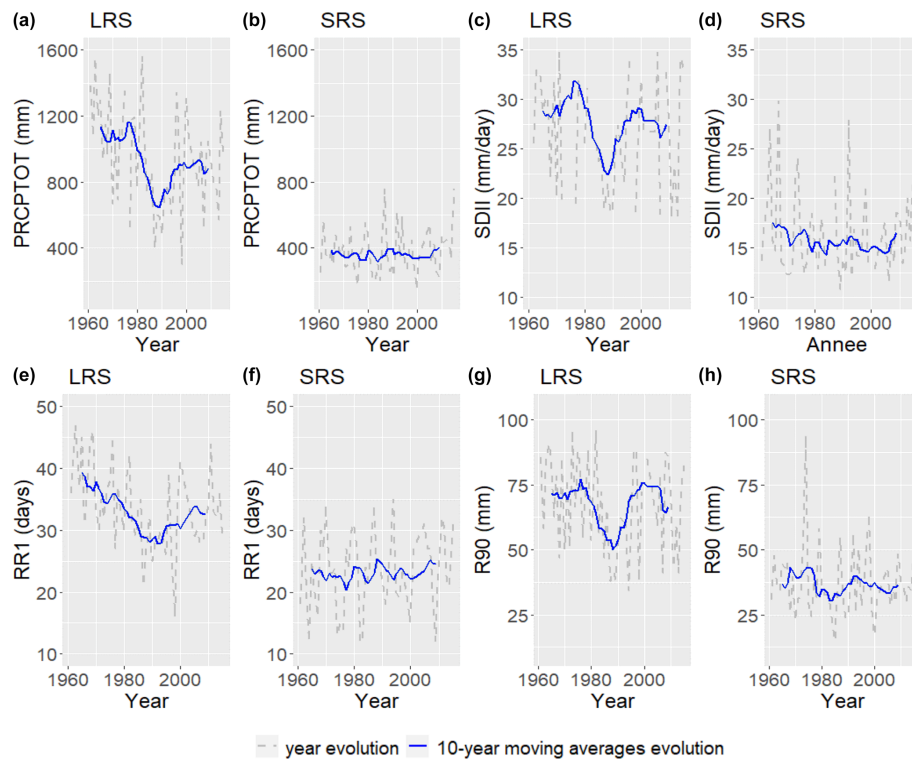 (a) LRS (b) SRS (c) LRS (d) SRS
PRCPTOT (mm)
1600
1200
800
400
1960 2000
Year
PRCPTOT (mm)
1600
1200
800
400
1960 2000
Year
SDII (mm/day)
35
30
25
20
15
10
1960 2000
Year
SDII (mm/day)
35
30
25
20
15
10
1960 2000
Annee
(e) LRS (f) SRS (g) LRS (h) SRS
RR1 (days)
50
40
30
20
10
1960 1980 2000
Year
RR1 (days)
50
40
30
20
10
1960 1980 2000
Year
R90 (mm)
100
75
50
25
1960 2000
Year
R90 (mm)
100
75
50
25
1960 1980 2000
Year
year evolution 10-year moving averages evolution